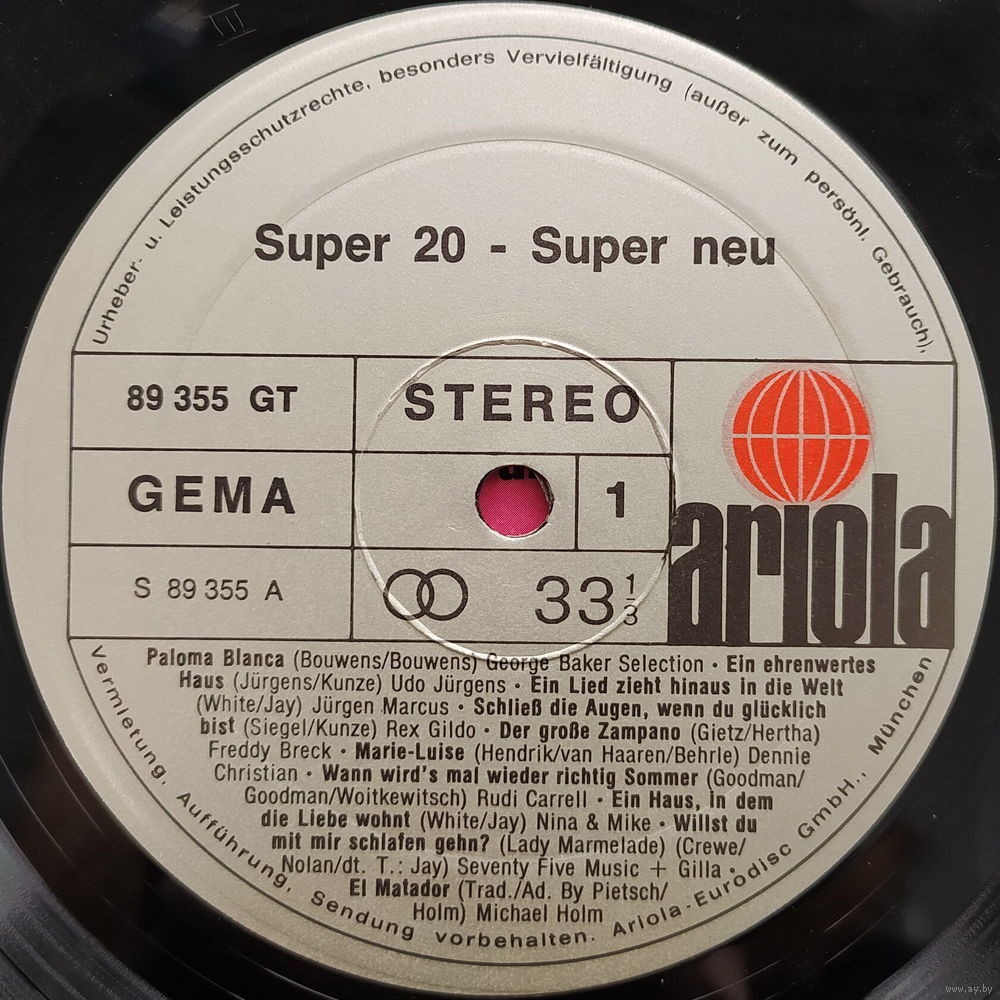 Urheber- u. Leistungsschutzrechte, besonders Vervielfältigung (außer zum persönl. Gebrauch),
Super 20 - Super neu
89 355 GT
STEREO
GEMA
1
S 89 355 A
33 1/3
ariola
Paloma Blanca (Bouwens/Bouwens) George Baker Selection · Ein ehrenwertes
Haus (Jürgens/Kunze) Udo Jürgens · Ein Lied zieht hinaus in die Welt
(White/Jay) Jürgen Marcus · Schließ die Augen, wenn du glücklich
bist (Siegel/Kunze) Rex Gildo · Der große Zampano (Gietz/Hertha)
Freddy Breck · Marie-Luise (Hendrik/van Haaren/Behrle) Dennie
Christian · Wann wird's mal wieder richtig Sommer (Goodman/
Goodman/Woitkewitsch) Rudi Carrell · Ein Haus, in dem
die Liebe wohnt (White/Jay) Nina & Mike · Willst du
mit mir schlafen gehn? (Lady Marmelade) (Crewe/
Nolan/dt. T.: Jay) Seventy Five Music + Gilla ·
El Matador (Trad./Ad. By Pietsch/
Holm) Michael Holm
Vermietung, Aufführung, Sendung vorbehalten. Ariola-Eurodisc GmbH., München
www.ay.by